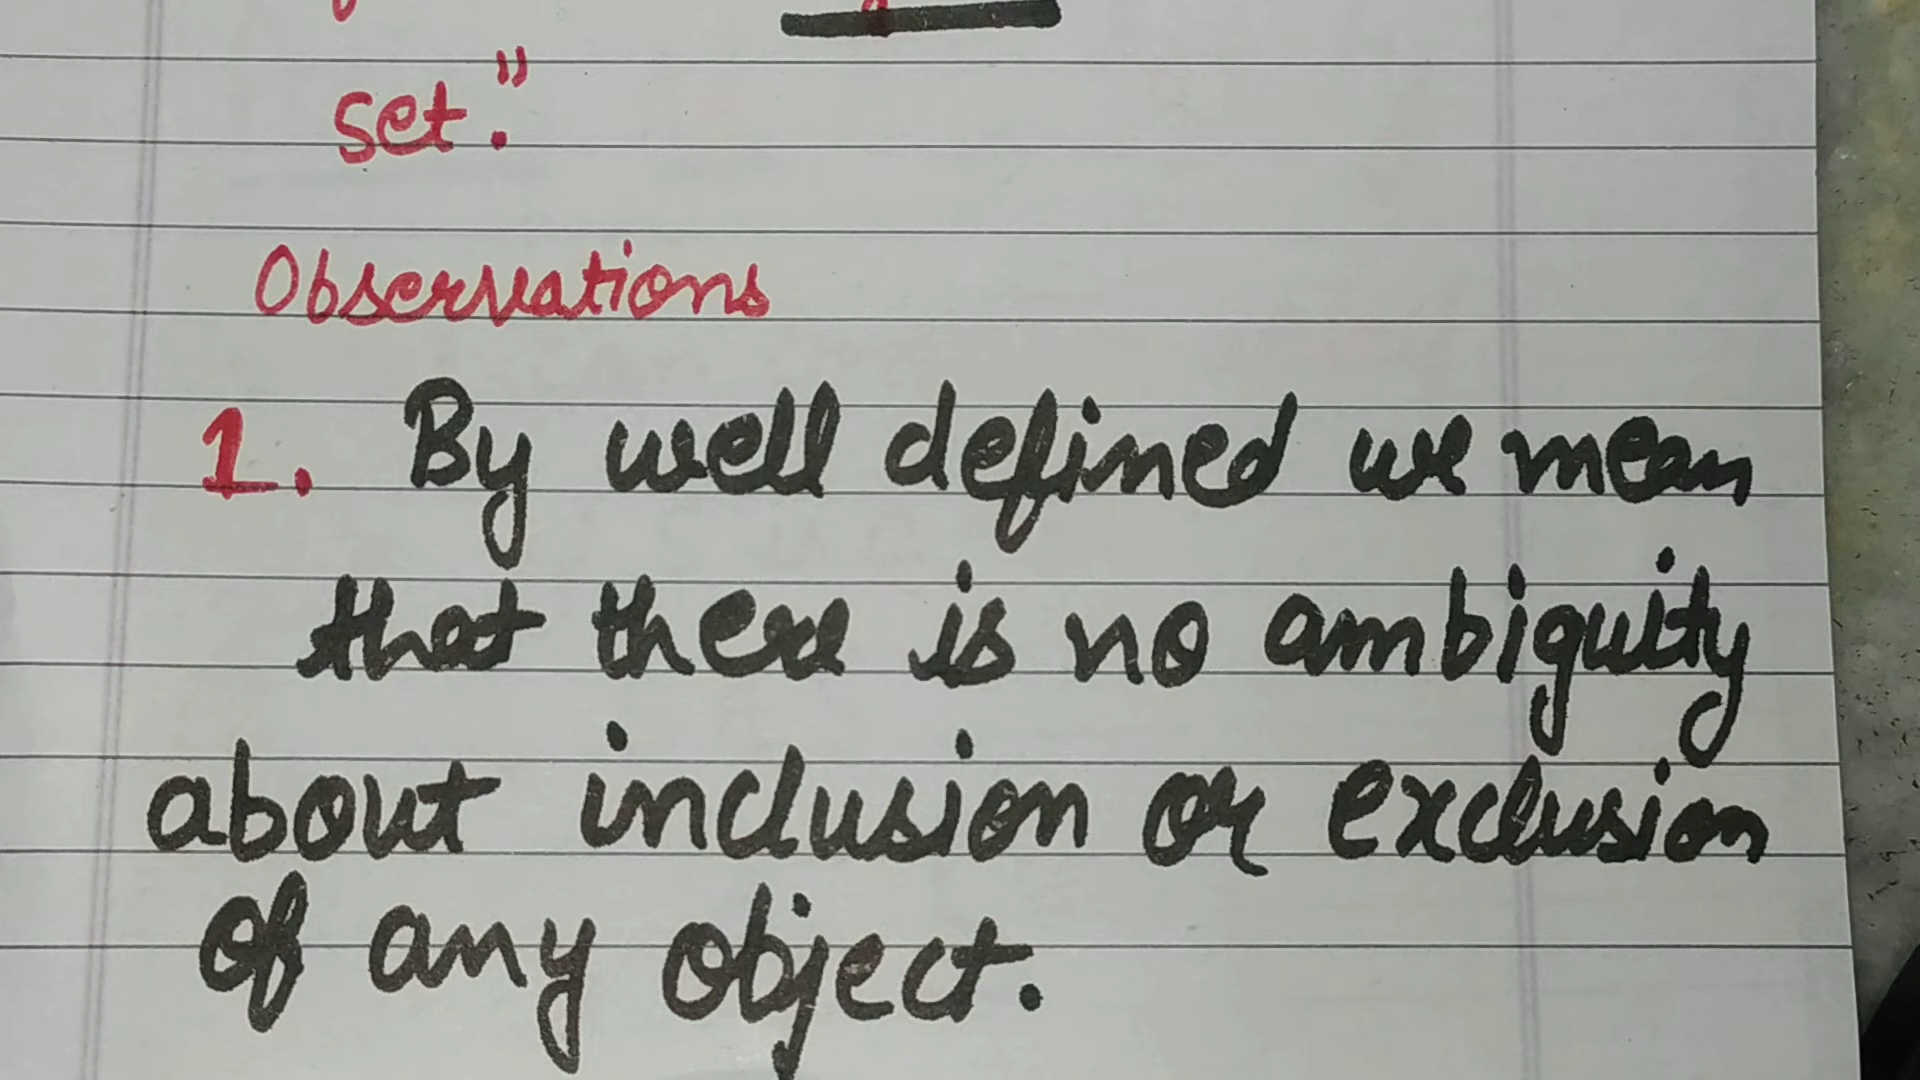 set."
Observations
1. By well defined we mean
that there is no ambiguity
about inclusion or exclusion
of any object.